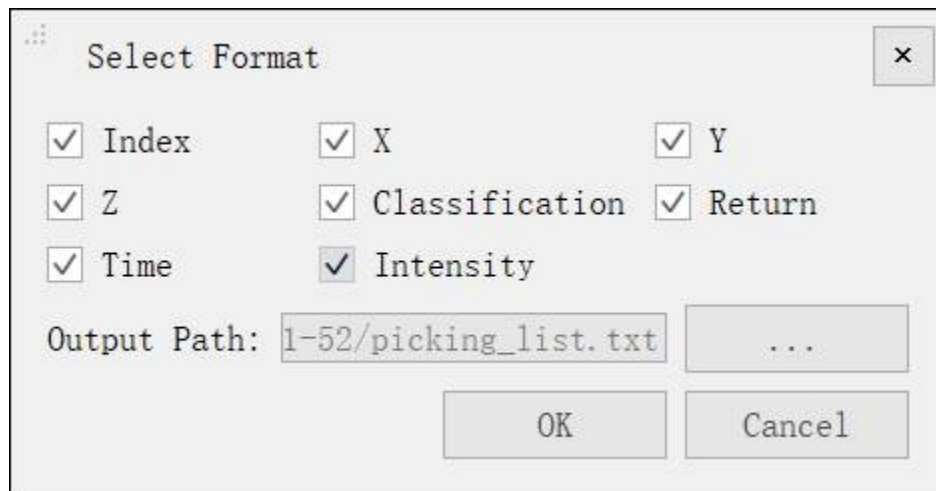 Select Format ×
Index X Y
Z Classification Return
Time Intensity
Output Path: 1-52/picking_list.txt ...
OK Cancel